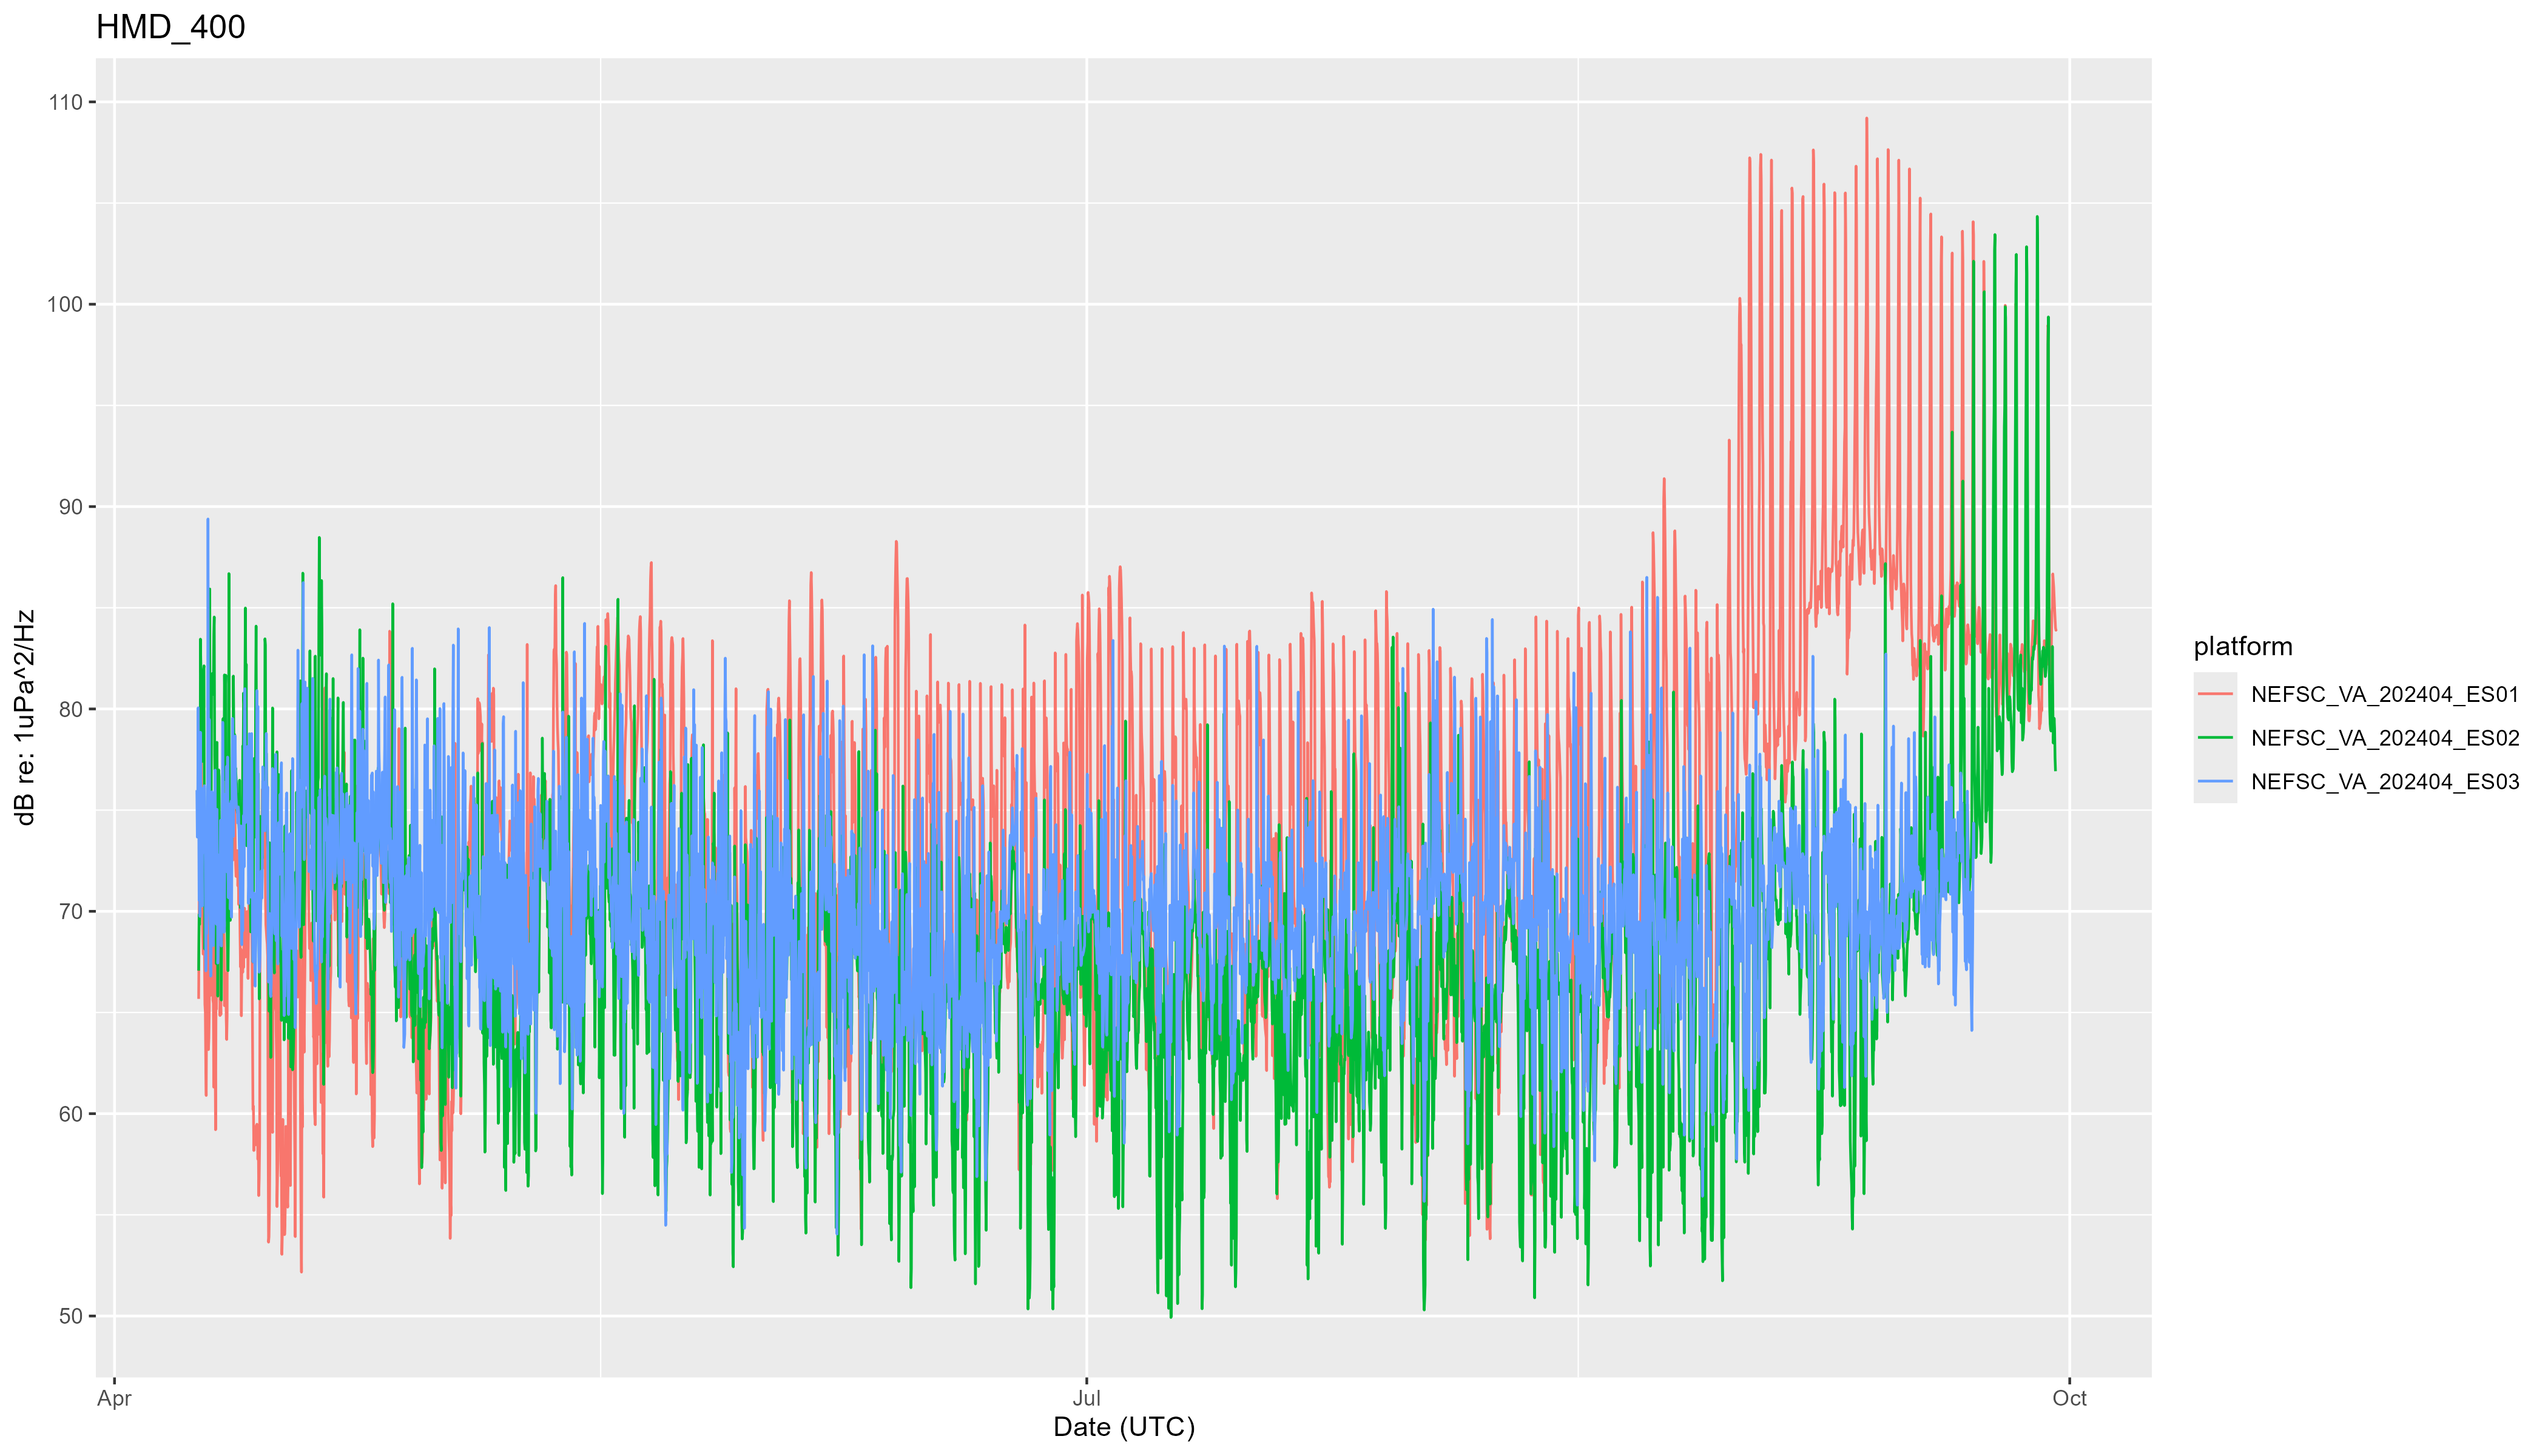 HMD_400
110
100
90
80
70
60
50
dB re: 1uPa^2/Hz
Apr
Jul
Oct
Date (UTC)
platform
NEFSC_VA_202404_ES01
NEFSC_VA_202404_ES02
NEFSC_VA_202404_ES03